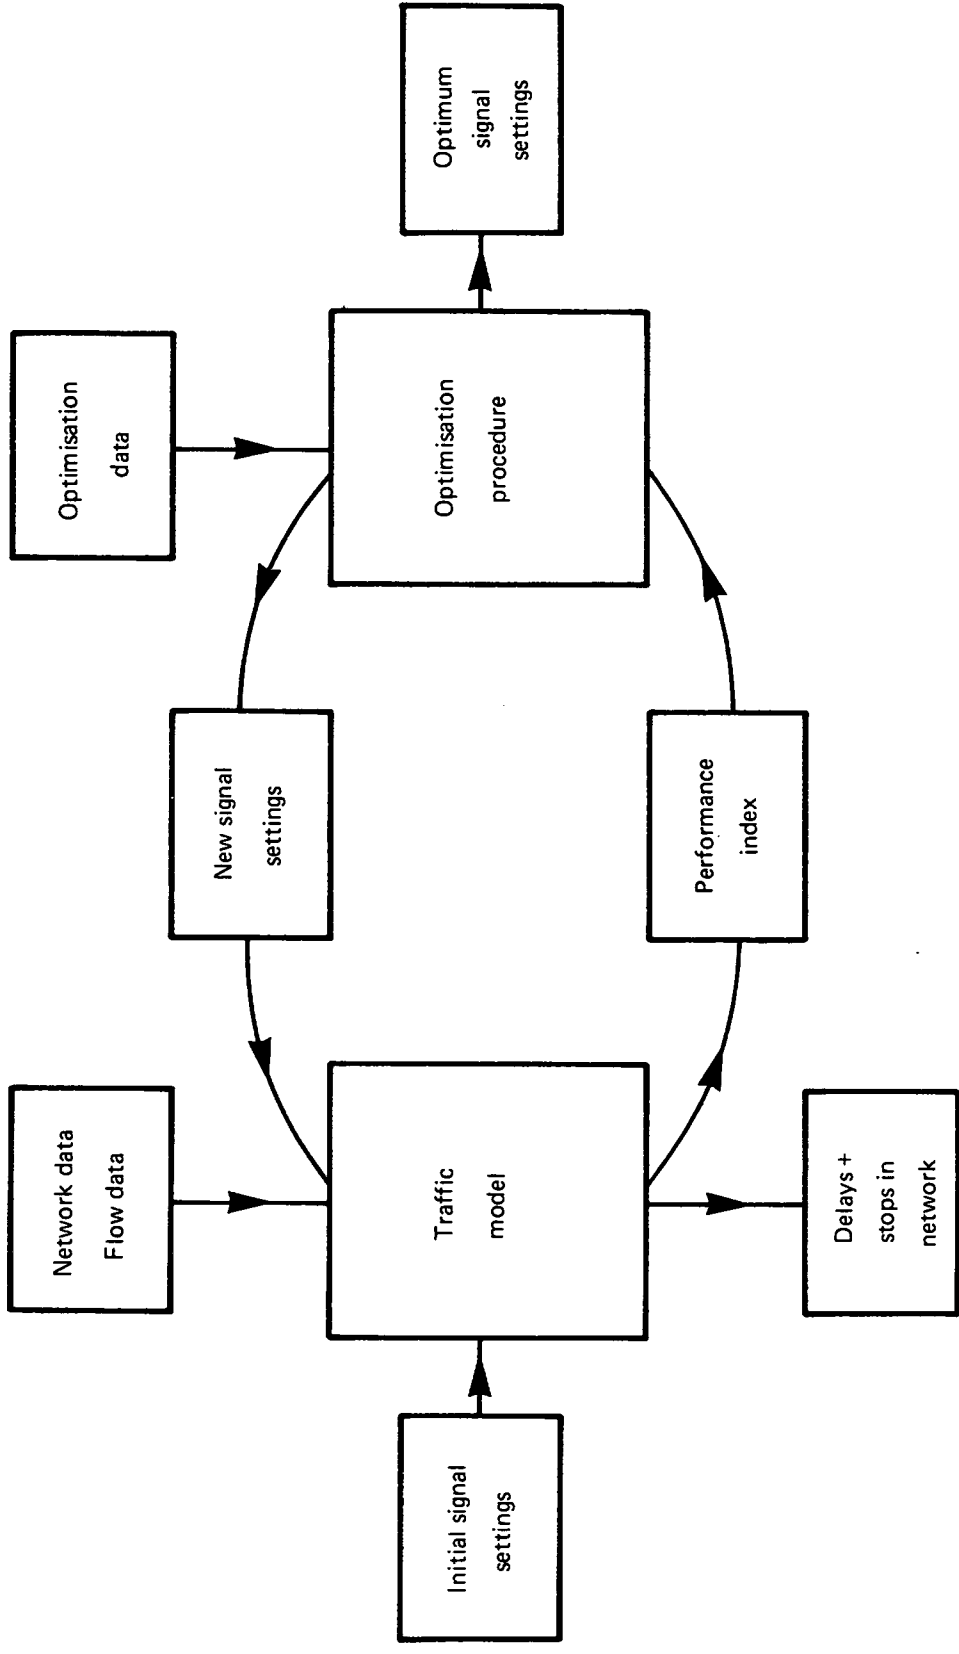 Network data
Flow data
Optimisation
data
New signal
settings
Initial signal
settings
Traffic
model
Optimisation
procedure
Optimum
signal
settings
Performance
index
Delays +
stops in
network